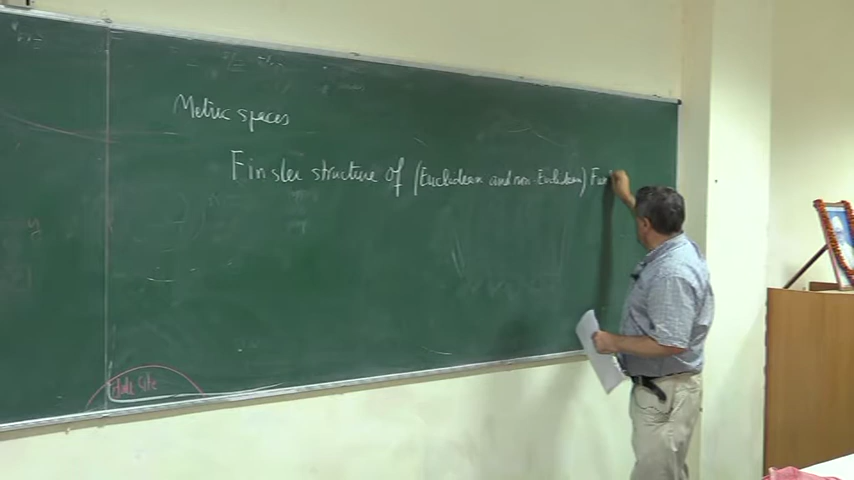 Metric spaces
Finsler structure of (Euclidean and non-Euclidean) Fun